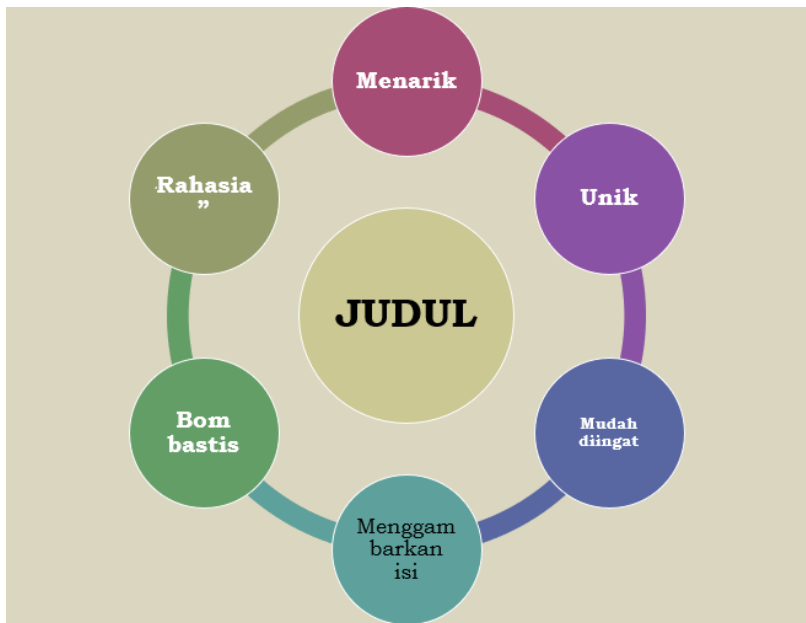 Menarik
Unik
Mudah
diingat
Menggam
barkan
isi
Bom
bastis
Rahasia
”
JUDUL